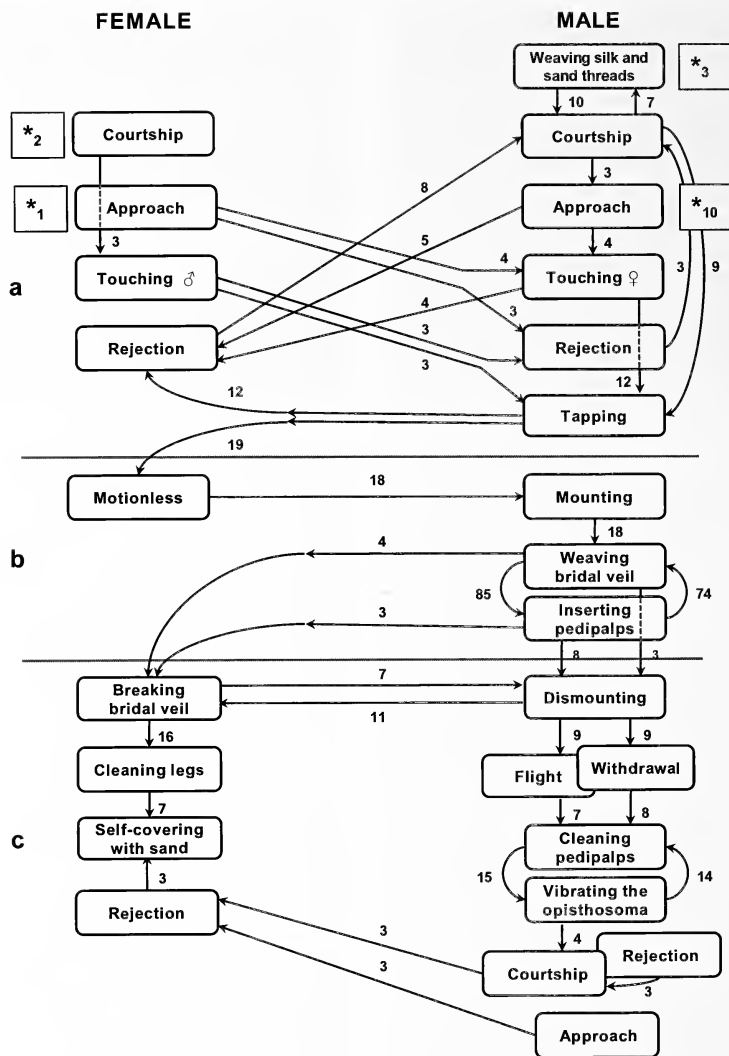 FEMALE MALE
Weaving silk and
sand threads
*3
10 7
*2
Courtship
Courtship
8
3
*1
Approach
Approach
*10
3
5
4
4
3
9
Touching ♂
Touching ♀
a
4
3
3
Rejection
Rejection
3
12
12
Tapping
19
Motionless
18
Mounting
18
4
b
Weaving
bridal veil
85
74
3
Inserting
pedipalps
8
3
Breaking
bridal veil
7
Dismounting
11
16
9
9
Cleaning legs
Flight
Withdrawal
7
7
8
Self-covering
with sand
c
Cleaning
pedipalps
3
15
14
Rejection
Vibrating the
opisthosoma
3
4
Rejection
3
Courtship
3
Approach